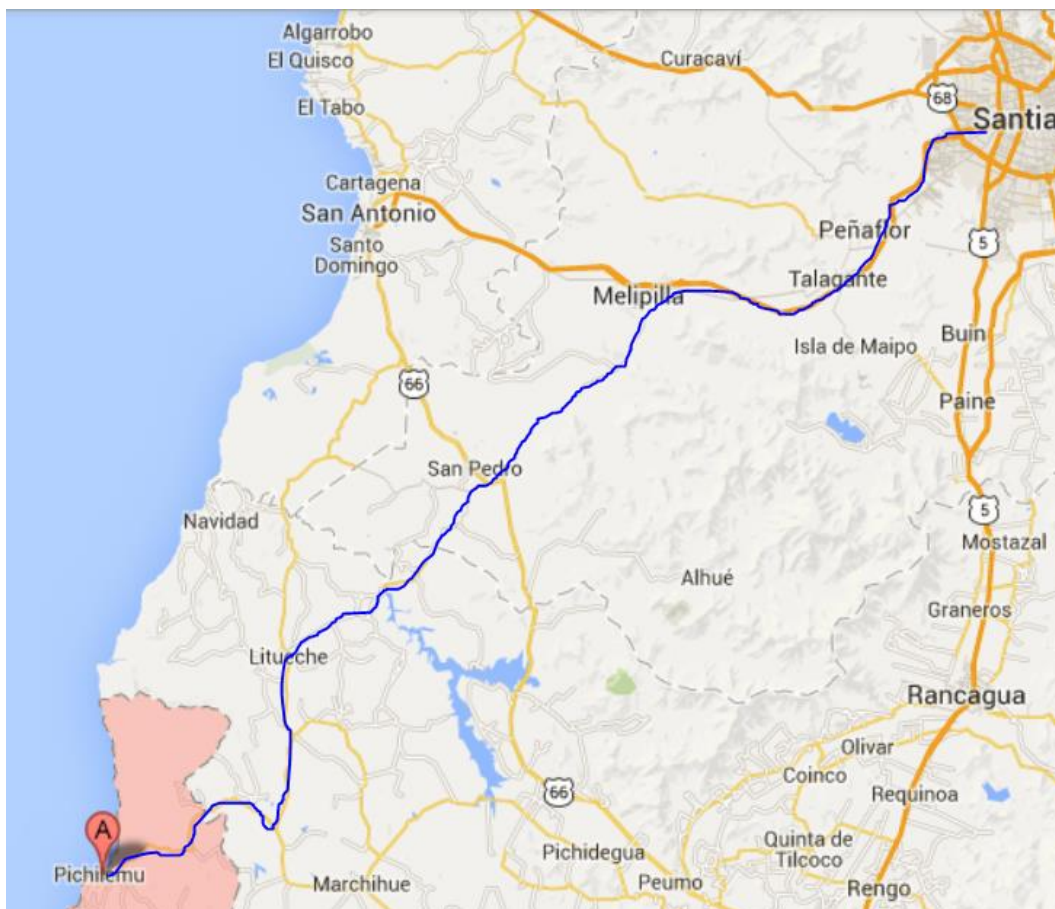 Algarrobo
El Quisco
Curacaví
El Tabo
68
Santia
Cartagena
San Antonio
Peñaflor
Santo
Domingo
5
Talagante
Melipilla
Buin
Isla de Maipo
66
Paine
San Pedro
5
Navidad
Mostazal
Alhué
Graneros
Litueche
Rancagua
Olivar
Coinco
66
Requinoa
A
Quinta de
Tilcoco
Pichidegua
Pichilemu
Marchihue
Peumo
Rengo